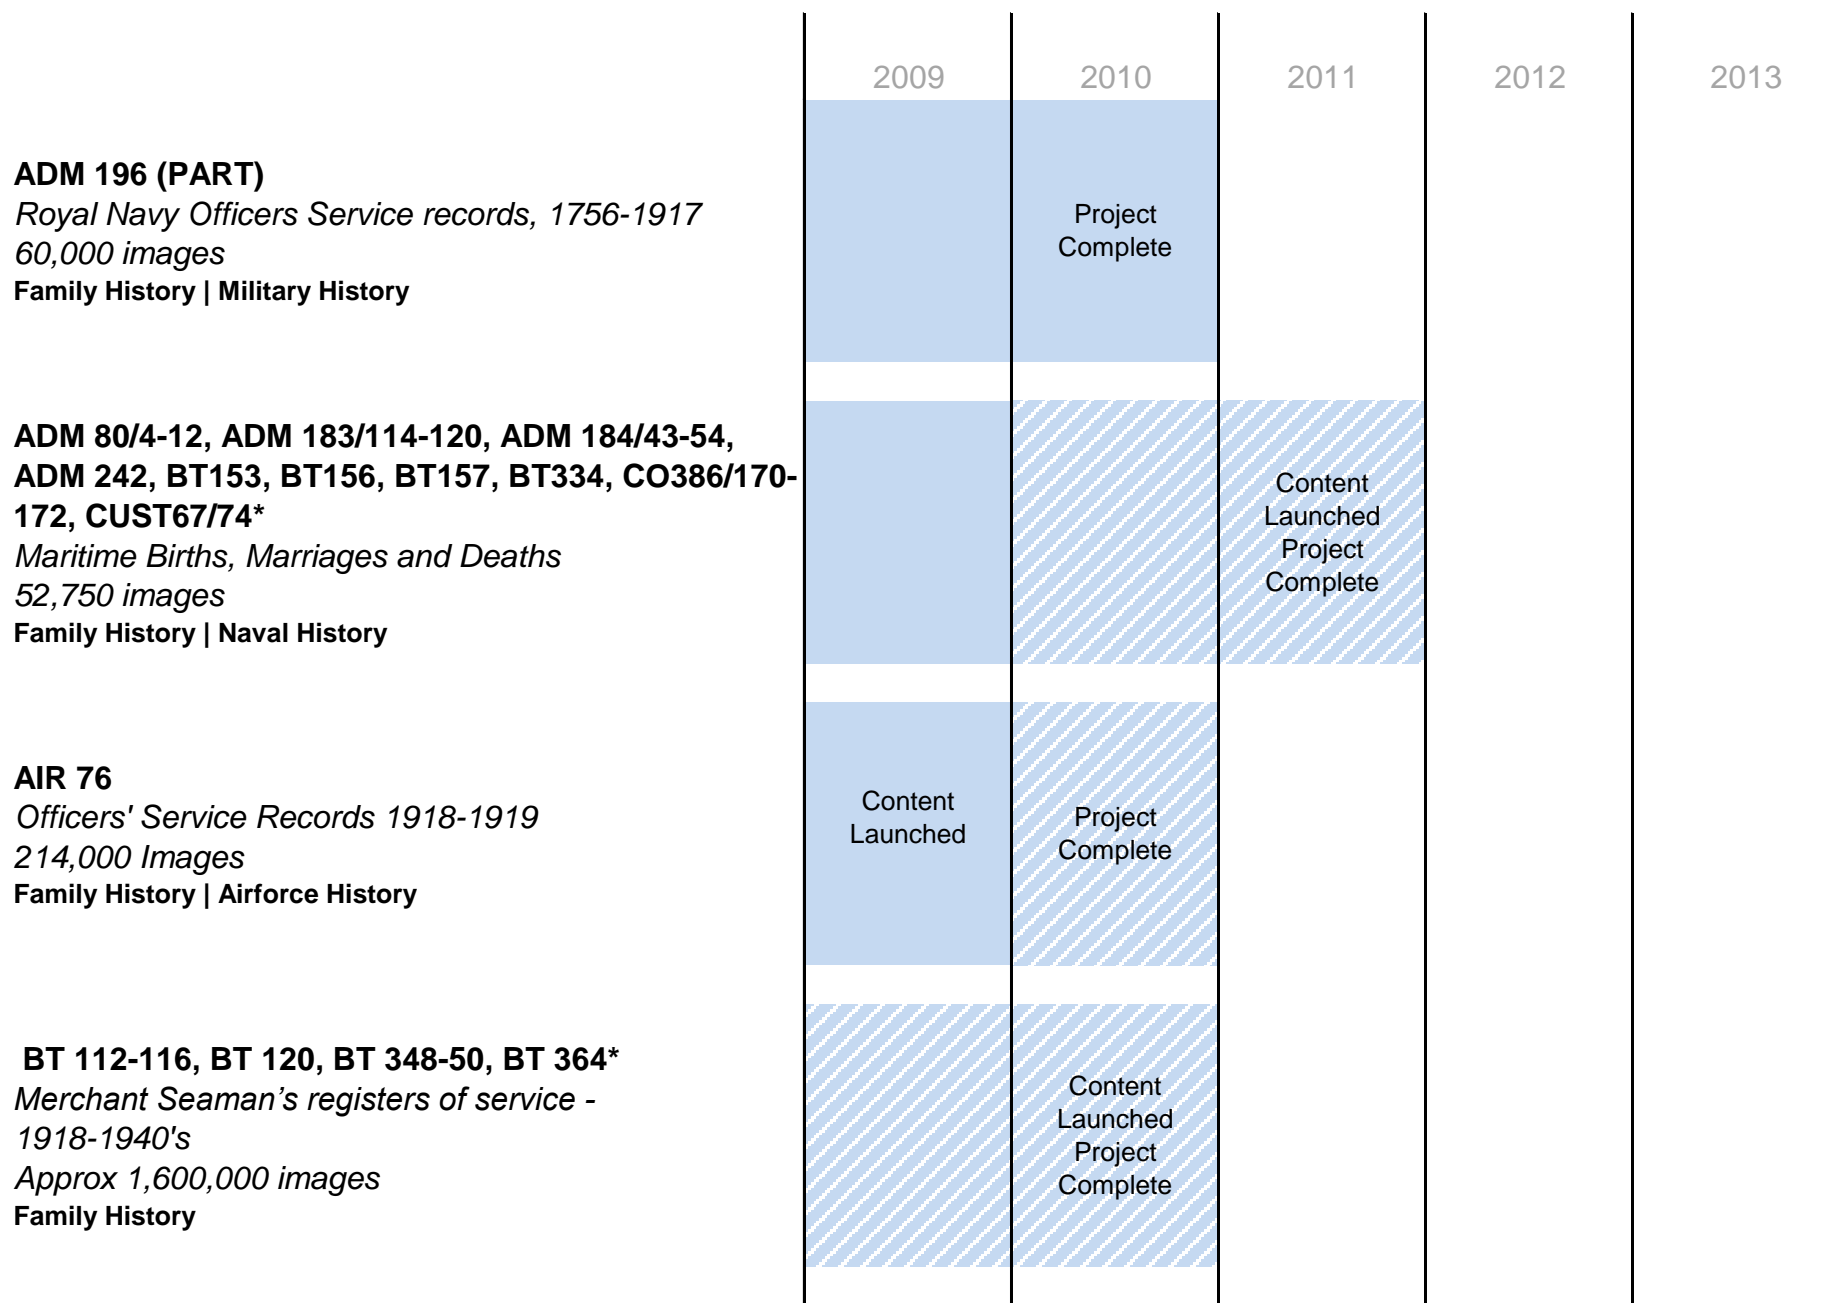 2009 2010 2011 2012 2013
ADM 196 (PART)
Royal Navy Officers Service records, 1756-1917
60,000 images
Family History | Military History
Project
Complete
ADM 80/4-12, ADM 183/114-120, ADM 184/43-54,
ADM 242, BT153, BT156, BT157, BT334, CO386/170-
172, CUST67/74*
Maritime Births, Marriages and Deaths
52,750 images
Family History | Naval History
Content
Launched
Project
Complete
AIR 76
Officers' Service Records 1918-1919
214,000 Images
Family History | Airforce History
Content
Launched
Project
Complete
BT 112-116, BT 120, BT 348-50, BT 364*
Merchant Seaman’s registers of service -
1918-1940's
Approx 1,600,000 images
Family History
Content
Launched
Project
Complete